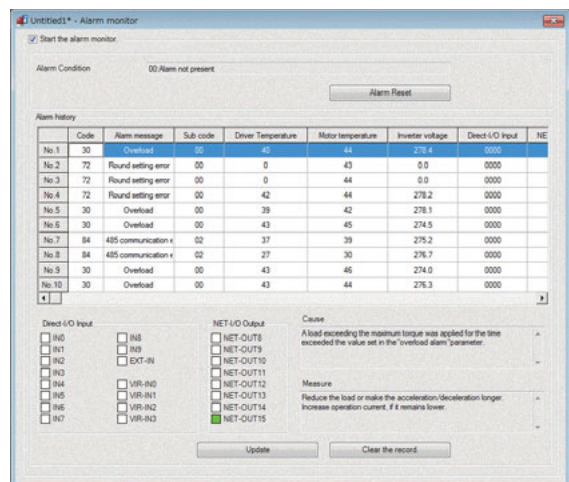 Untitled1* - Alarm monitor
Start the alarm monitor.
Alarm Condition 00:Alarm not present
Alarm Reset
Alarm history
Code Alarm message Sub code Driver Temperature Motor temperature Inverter voltage Direct-I/O Input NE
No.1 30 Overload 00 40 44 278.4 0000
No.2 72 Round setting error 00 0 43 0.0 0000
No.3 72 Round setting error 00 0 44 0.0 0000
No.4 72 Round setting error 00 42 44 278.2 0000
No.5 30 Overload 00 39 42 278.1 0000
No.6 30 Overload 00 43 45 274.5 0000
No.7 84 485 communication e 02 37 39 275.2 0000
No.8 84 485 communication e 02 27 30 276.7 0000
No.9 30 Overload 00 43 46 274.0 0000
No.10 30 Overload 00 43 44 276.3 0000
Direct-I/O Input
IN0 IN8
IN1 IN9
IN2 EXT-IN
IN3
IN4 VIR-IN0
IN5 VIR-IN1
IN6 VIR-IN2
IN7 VIR-IN3
NET-I/O Output
NET-OUT8
NET-OUT9
NET-OUT10
NET-OUT11
NET-OUT12
NET-OUT13
NET-OUT14
NET-OUT15
Cause
A load exceeding the maximum torque was applied for the time
exceeded the value set in the "overload alarm" parameter.
Measure
Reduce the load or make the acceleration/deceleration longer.
Increase operation current, if it remains lower.
Update
Clear the record.